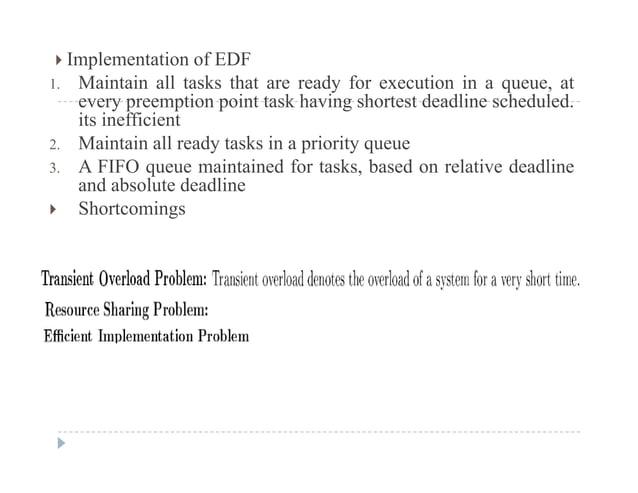 Implementation of EDF
1. Maintain all tasks that are ready for execution in a queue, at
every preemption point task having shortest deadline scheduled.
its inefficient
2. Maintain all ready tasks in a priority queue
3. A FIFO queue maintained for tasks, based on relative deadline
and absolute deadline
Shortcomings
Transient Overload Problem: Transient overload denotes the overload of a system for a very short time.
Resource Sharing Problem:
Efficient Implementation Problem